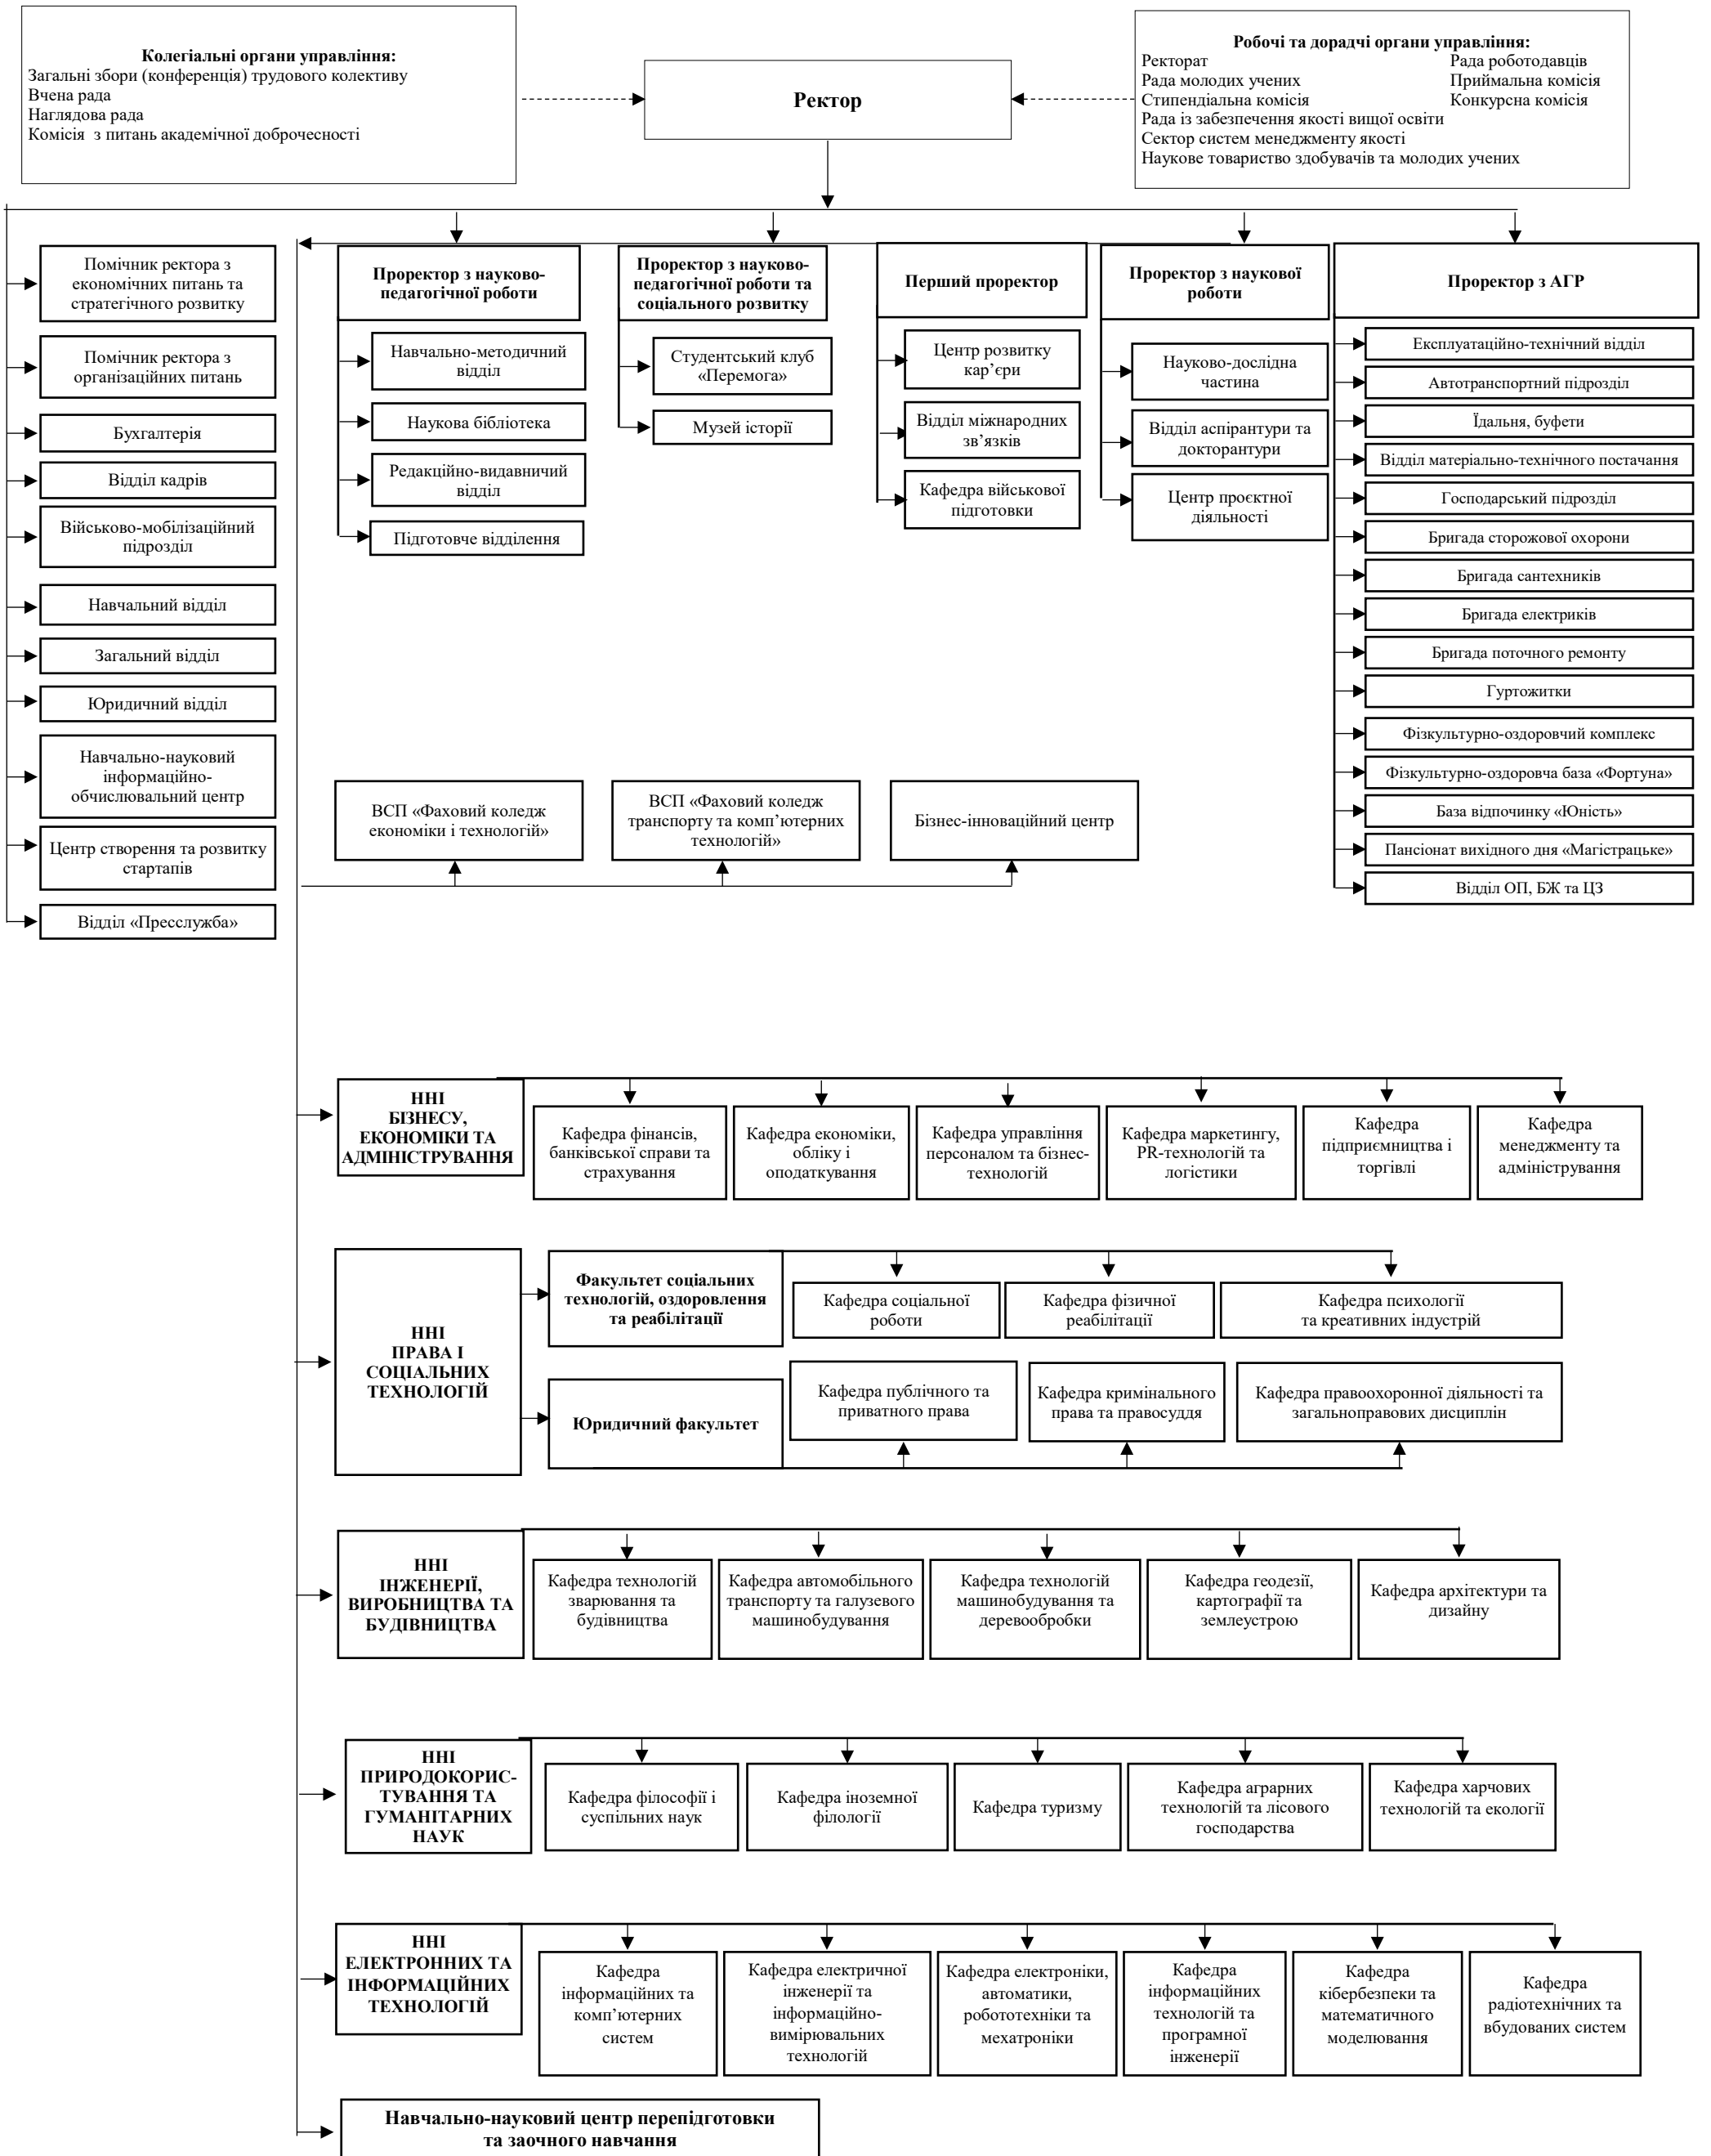 Колегіальні органи управління:
Загальні збори (конференція) трудового колективу
Вчена рада
Наглядова рада
Комісія з питань академічної доброчесності
Ректор
Робочі та дорадчі органи управління:
Ректорат Рада роботодавців
Рада молодих учених Приймальна комісія
Стипендіальна комісія Конкурсна комісія
Рада із забезпечення якості вищої освіти
Сектор систем менеджменту якості
Наукове товариство здобувачів та молодих учених
Помічник ректора з
економічних питань та
стратегічного розвитку
Помічник ректора з
організаційних питань
Бухгалтерія
Відділ кадрів
Військово-мобілізаційний
підрозділ
Навчальний відділ
Загальний відділ
Юридичний відділ
Навчально-науковий
інформаційно-
обчислювальний центр
Центр створення та розвитку
стартапів
Відділ «Пресслужба»
Проректор з науково-
педагогічної роботи
Навчально-методичний
відділ
Наукова бібліотека
Редакційно-видавничий
відділ
Підготовче відділення
Проректор з науково-
педагогічної роботи та
соціального розвитку
Студентський клуб
«Перемога»
Музей історії
Перший проректор
Центр розвитку
кар’єри
Відділ міжнародних
зв’язків
Кафедра військової
підготовки
Проректор з наукової
роботи
Науково-дослідна
частина
Відділ аспірантури та
докторантури
Центр проєктної
діяльності
Проректор з АГР
Експлуатаційно-технічний відділ
Автотранспортний підрозділ
Їдальня, буфети
Відділ матеріально-технічного постачання
Господарський підрозділ
Бригада сторожової охорони
Бригада сантехників
Бригада електриків
Бригада поточного ремонту
Гуртожитки
Фізкультурно-оздоровчий комплекс
Фізкультурно-оздоровча база «Фортуна»
База відпочинку «Юність»
Пансіонат вихідного дня «Магістрацьке»
Відділ ОП, БЖ та ЦЗ
ВСП «Фаховий коледж
економіки і технологій»
ВСП «Фаховий коледж
транспорту та комп’ютерних
технологій»
Бізнес-інноваційний центр
ННІ
БІЗНЕСУ,
ЕКОНОМІКИ ТА
АДМІНІСТРУВАННЯ
Кафедра фінансів,
банківської справи та
страхування
Кафедра економіки,
обліку і
оподаткування
Кафедра управління
персоналом та бізнес-
технологій
Кафедра маркетингу,
PR-технологій та
логістики
Кафедра
підприємництва і
торгівлі
Кафедра
менеджменту та
адміністрування
ННІ
ПРАВА І
СОЦІАЛЬНИХ
ТЕХНОЛОГІЙ
Факультет соціальних
технологій, оздоровлення
та реабілітації
Кафедра соціальної
роботи
Кафедра фізичної
реабілітації
Кафедра психології
та креативних індустрій
Юридичний факультет
Кафедра публічного та
приватного права
Кафедра кримінального
права та правосуддя
Кафедра правоохоронної діяльності та
загальноправових дисциплін
ННІ
ІНЖЕНЕРІЇ,
ВИРОБНИЦТВА ТА
БУДІВНИЦТВА
Кафедра технологій
зварювання та
будівництва
Кафедра автомобільного
транспорту та галузевого
машинобудування
Кафедра технологій
машинобудування та
деревообробки
Кафедра геодезії,
картографії та
землеустрою
Кафедра архітектури та
дизайну
ННІ
ПРИРОДОКОРИС-
ТУВАННЯ ТА
ГУМАНІТАРНИХ
НАУК
Кафедра філософії і
суспільних наук
Кафедра іноземної
філології
Кафедра туризму
Кафедра аграрних
технологій та лісового
господарства
Кафедра харчових
технологій та екології
ННІ
ЕЛЕКТРОННИХ ТА
ІНФОРМАЦІЙНИХ
ТЕХНОЛОГІЙ
Кафедра
інформаційних та
комп’ютерних
систем
Кафедра електричної
інженерії та
інформаційно-
вимірювальних
технологій
Кафедра електроніки,
автоматики,
робототехніки та
мехатроніки
Кафедра
інформаційних
технологій та
програмної
інженерії
Кафедра
кібербезпеки та
математичного
моделювання
Кафедра
радіотехнічних та
вбудованих систем
Навчально-науковий центр перепідготовки
та заочного навчання